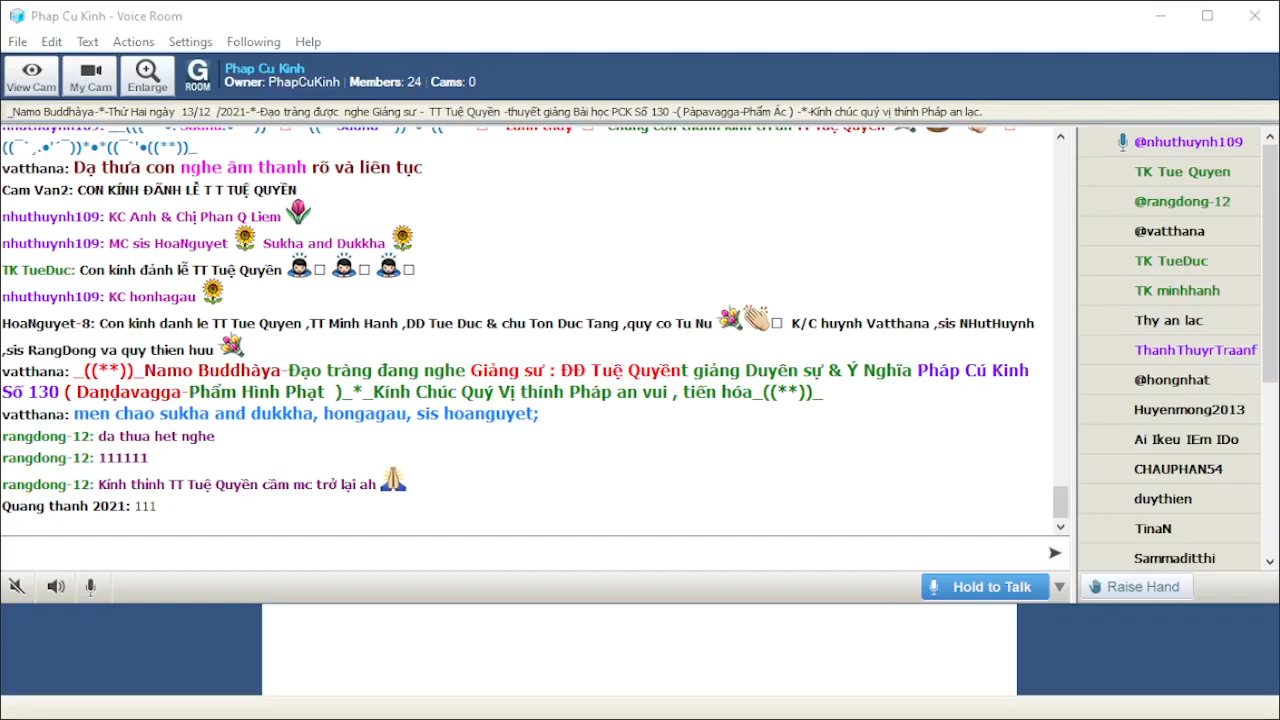 Phap Cu Kinh - Voice Room
File Edit Text Actions Settings Following Help
View Cam My Cam Enlarge G ROOM
Phap Cu Kinh
Owner: PhapCuKinh | Members: 24 | Cams: 0
_Namo Buddhàya-*-Thứ Hai ngày 13/12 /2021-*-Đạo tràng được nghe Giảng sư - TT Tuệ Quyền -thuyết giảng Bài học PCK Số 130 -( Pàpavagga-Phẩm Ác ) -*-Kính chúc quý vị thính Pháp an lạc.
vatthana: Dạ thưa con nghe âm thanh rõ và liên tục
Cam Van2: CON KÍNH ĐÃNH LỄ T T TUỆ QUYỀN
nhuthuynh109: KC Anh & Chị Phan Q Liem
nhuthuynh109: MC sis HoaNguyet Sukha and Dukkha
TK TueDuc: Con kính đảnh lễ TT Tuệ Quyền
nhuthuynh109: KC honhagau
HoaNguyet-8: Con kinh danh le TT Tue Quyen ,TT Minh Hanh ,DD Tue Duc & chu Ton Duc Tang ,quy co Tu Nu K/C huynh Vatthana ,sis NHutHuynh
,sis RangDong va quy thien huu
vatthana: _((**))_Namo Buddhàya-Đạo tràng đang nghe Giảng sư : ĐĐ Tuệ Quyềnt giảng Duyên sự & Ý Nghĩa Pháp Cú Kinh
Số 130 ( Daṇḍavagga-Phẩm Hình Phạt )_*_Kính Chúc Quý Vị thính Pháp an vui , tiến hóa_((**))_
vatthana: men chao sukha and dukkha, hongagau, sis hoanguyet;
rangdong-12: da thua het nghe
rangdong-12: 111111
rangdong-12: Kính thỉnh TT Tuệ Quyền cầm mc trở lại ah
Quang thanh 2021: 111
@nhuthuynh109
TK Tue Quyen
@rangdong-12
@vatthana
TK TueDuc
TK minhhanh
Thy an lac
ThanhThuyrTraanf
@hongnhat
Huyenmong2013
Ai Ikeu IEm IDo
CHAUPHAN54
duythien
TinaN
Sammaditthi
Hold to Talk
Raise Hand